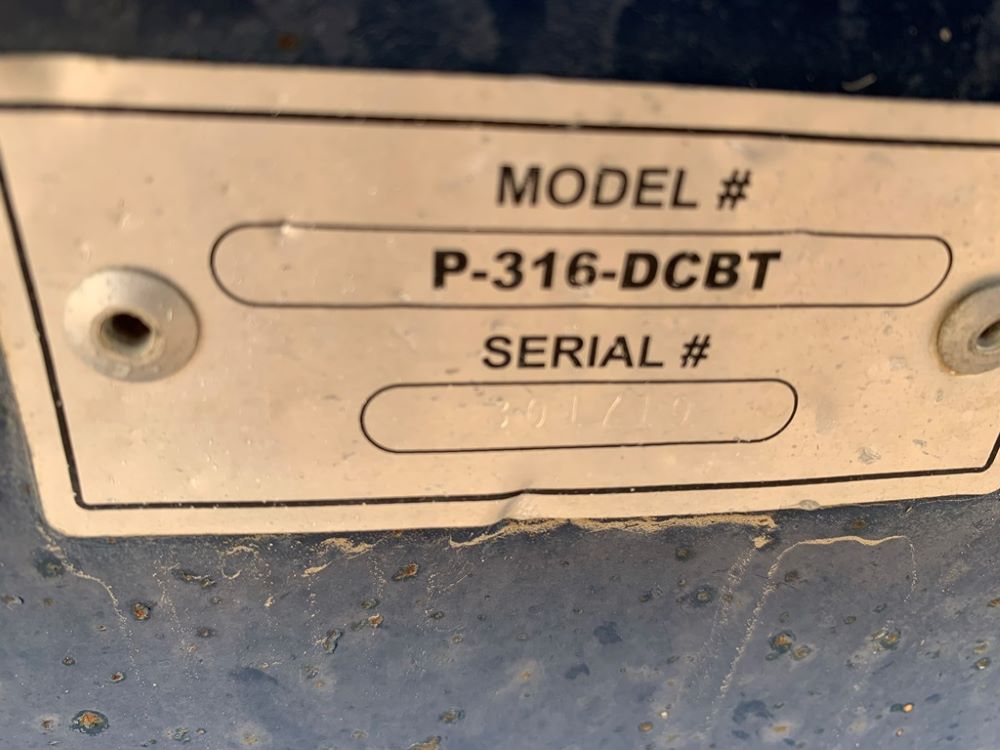 MODEL #
P-316-DCBT
SERIAL #